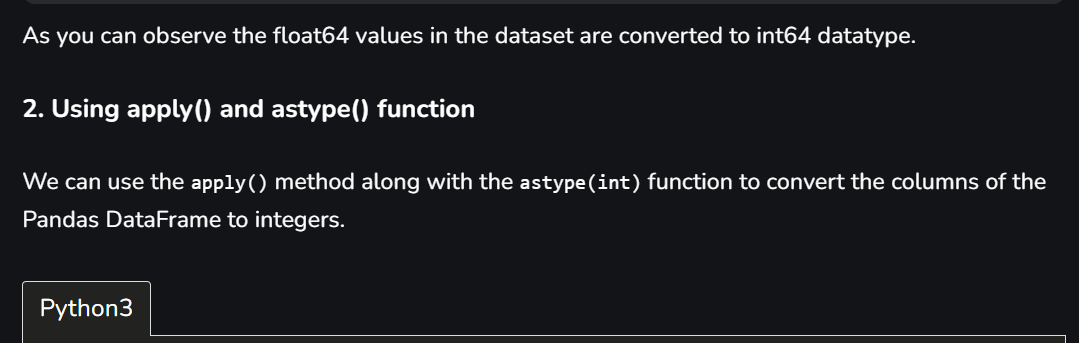 As you can observe the float64 values in the dataset are converted to int64 datatype.
2. Using apply() and astype() function
We can use the apply() method along with the astype(int) function to convert the columns of the
Pandas DataFrame to integers.
Python3